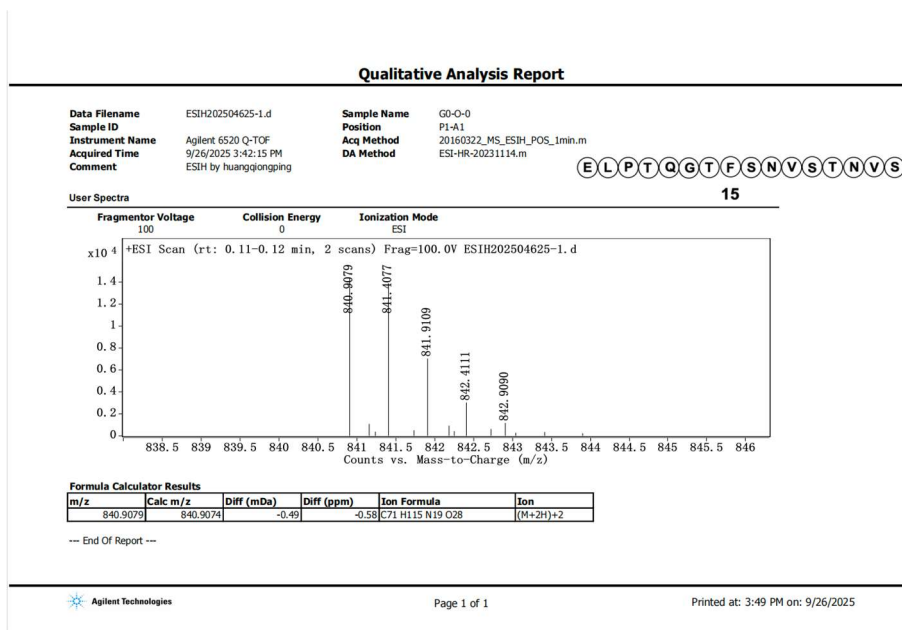 Qualitative Analysis Report
Data Filename ESIH202504625-1.d Sample Name G0-O-0
Sample ID Position P1-A1
Instrument Name Agilent 6520 Q-TOF Acq Method 20160322_MS_ESIH_POS_1min.m
Acquired Time 9/26/2025 3:42:15 PM DA Method ESI-HR-20231114.m
Comment ESIH by huangqiongping
E L P T Q G T F S N V S T N V S
15
User Spectra
Fragmentor Voltage Collision Energy Ionization Mode
100 0 ESI
x10 4 +ESI Scan (rt: 0.11-0.12 min, 2 scans) Frag=100.0V ESIH202504625-1.d
840.9079
841.4077
841.9109
842.4111
842.9090
1.4
1.2
1
0.8
0.6
0.4
0.2
0
838.5 839 839.5 840 840.5 841 841.5 842 842.5 843 843.5 844 844.5 845 845.5 846
Counts vs. Mass-to-Charge (m/z)
Formula Calculator Results
m/z Calc m/z Diff (mDa) Diff (ppm) Ion Formula Ion
840.9079 840.9074 -0.49 -0.58 C71 H115 N19 O28 (M+2H)+2
--- End Of Report ---
Agilent Technologies Page 1 of 1 Printed at: 3:49 PM on: 9/26/2025